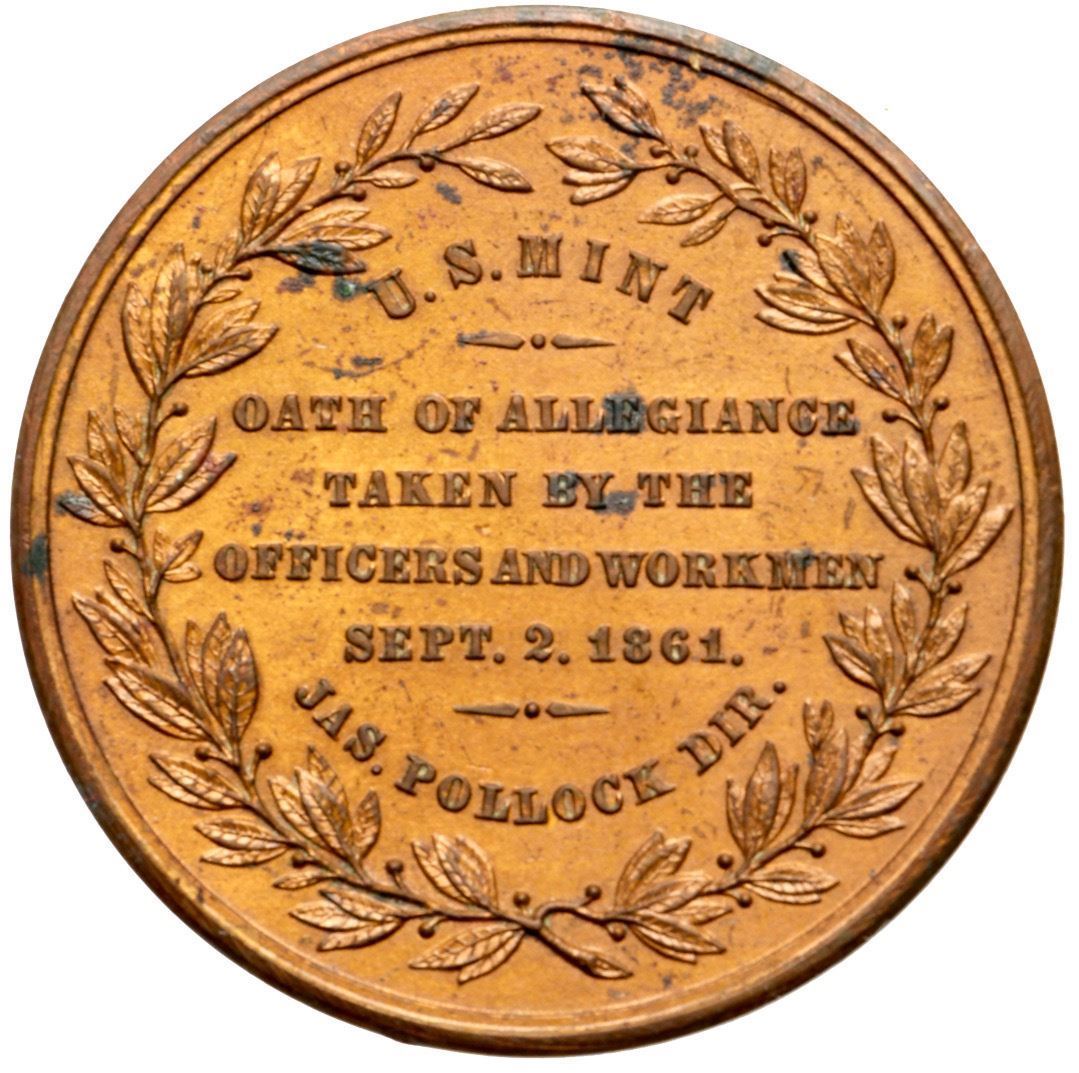 U. S. MINT
OATH OF ALLEGIANCE
TAKEN BY THE
OFFICERS AND WORKMEN
SEPT. 2. 1861.
JAS. POLLOCK DIR.